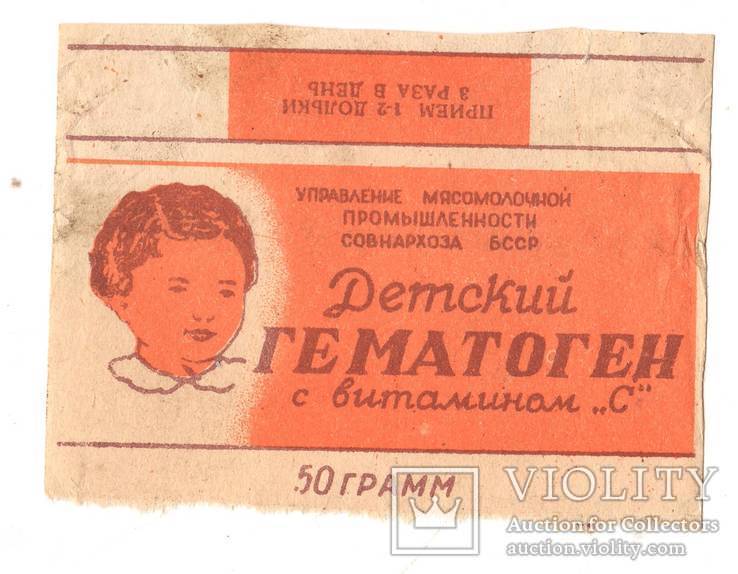 ПРИЕМ 1-2 ДОЛЬКИ
3 РАЗА В ДЕНЬ
УПРАВЛЕНИЕ МЯСОМОЛОЧНОЙ
ПРОМЫШЛЕННОСТИ
СОВНАРХОЗА БССР
Детский
ГЕМАТОГЕН
с витамином „С“
50 ГРАММ
VIOLITY
Auction for Collectors
auction.violity.com